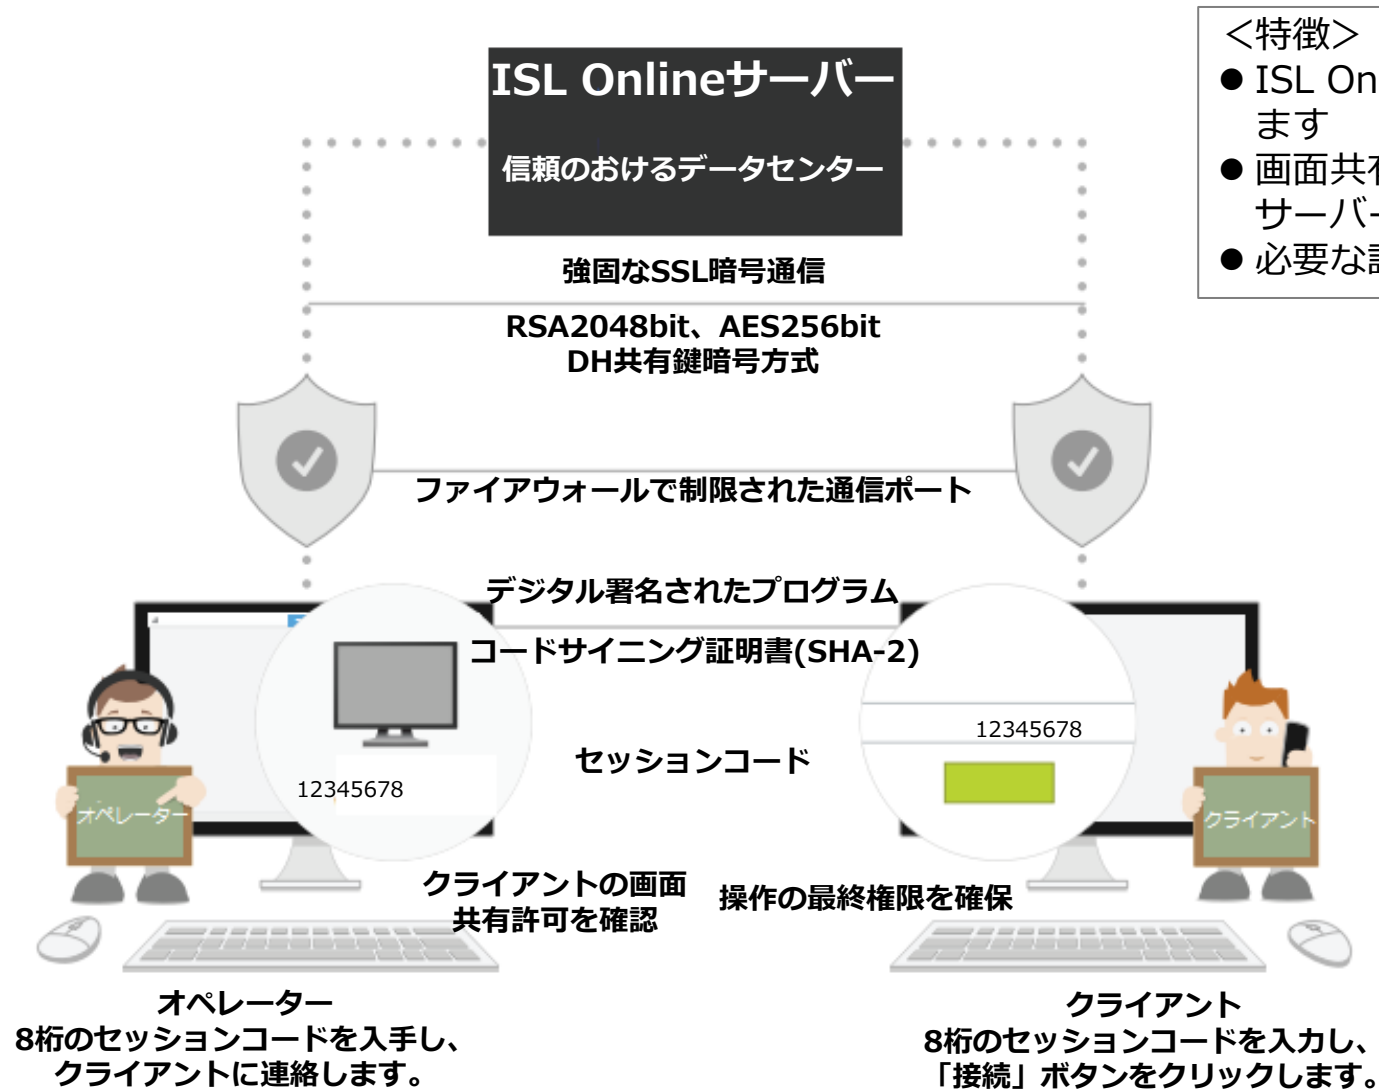 ISL Onlineサーバー
信頼のおけるデータセンター
＜特徴＞
● ISL On
ます
● 画面共
サーバー
● 必要な
強固なSSL暗号通信
RSA2048bit、AES256bit
DH共有鍵暗号方式
ファイアウォールで制限された通信ポート
デジタル署名されたプログラム
コードサイニング証明書(SHA-2)
12345678
セッションコード
12345678
オペレーター
クライアント
クライアントの画面
共有許可を確認
操作の最終権限を確保
オペレーター
8桁のセッションコードを入手し、
クライアントに連絡します。
クライアント
8桁のセッションコードを入力し、
「接続」ボタンをクリックします。